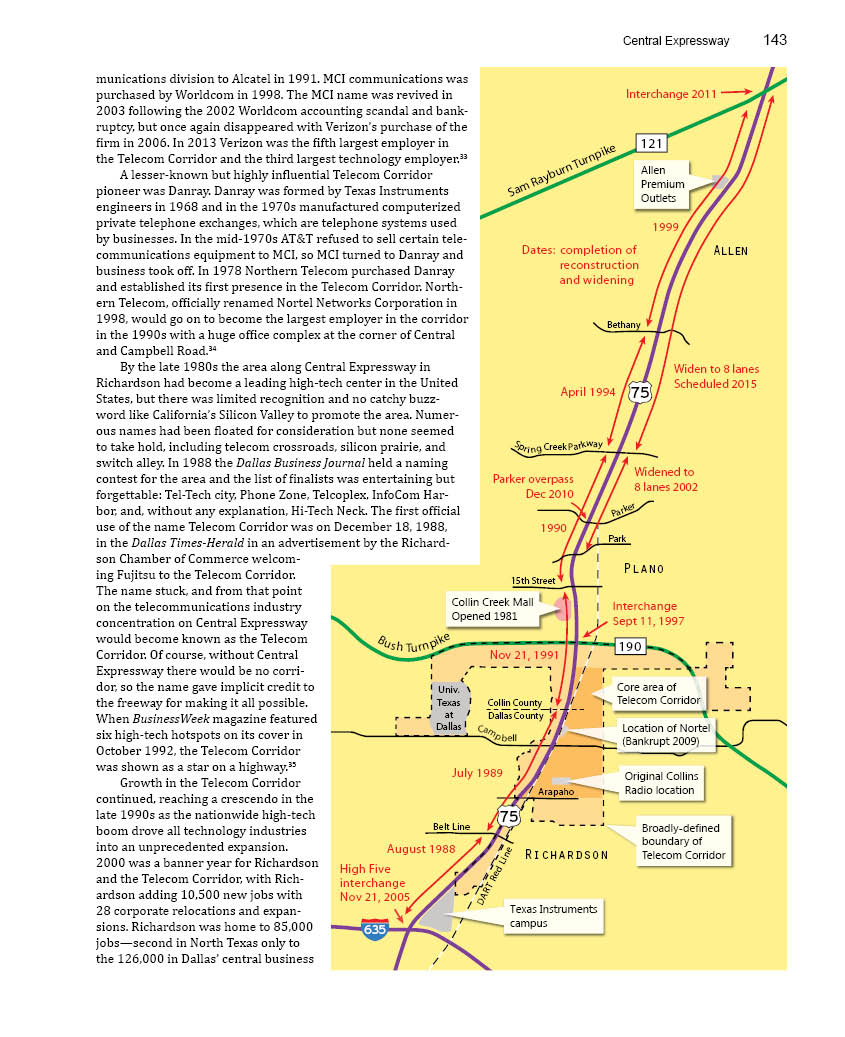 Central Expressway 143
munications division to Alcatel in 1991. MCI communications was
purchased by Worldcom in 1998. The MCI name was revived in
2003 following the 2002 Worldcom accounting scandal and bank-
ruptcy, but once again disappeared with Verizon's purchase of the
firm in 2006. In 2013 Verizon was the fifth largest employer in
the Telecom Corridor and the third largest technology employer.³³
A lesser-known but highly influential Telecom Corridor
pioneer was Danray. Danray was formed by Texas Instruments
engineers in 1968 and in the 1970s manufactured computerized
private telephone exchanges, which are telephone systems used
by businesses. In the mid-1970s AT&T refused to sell certain tele-
communications equipment to MCI, so MCI turned to Danray and
business took off. In 1978 Northern Telecom purchased Danray
and established its first presence in the Telecom Corridor. North-
ern Telecom, officially renamed Nortel Networks Corporation in
1998, would go on to become the largest employer in the corridor
in the 1990s with a huge office complex at the corner of Central
and Campbell Road.³⁴
By the late 1980s the area along Central Expressway in
Richardson had become a leading high-tech center in the United
States, but there was limited recognition and no catchy buzz-
word like California's Silicon Valley to promote the area. Numer-
ous names had been floated for consideration but none seemed
to take hold, including telecom crossroads, silicon prairie, and
switch alley. In 1988 the Dallas Business Journal held a naming
contest for the area and the list of finalists was entertaining but
forgettable: Tel-Tech city, Phone Zone, Telcoplex, InfoCom Har-
bor, and, without any explanation, Hi-Tech Neck. The first official
use of the name Telecom Corridor was on December 18, 1988,
in the Dallas Times-Herald in an advertisement by the Richard-
son Chamber of Commerce welcom-
ing Fujitsu to the Telecom Corridor.
The name stuck, and from that point
on the telecommunications industry
concentration on Central Expressway
would become known as the Telecom
Corridor. Of course, without Central
Expressway there would be no corri-
dor, so the name gave implicit credit to
the freeway for making it all possible.
When BusinessWeek magazine featured
six high-tech hotspots on its cover in
October 1992, the Telecom Corridor
was shown as a star on a highway.³⁵
Growth in the Telecom Corridor
continued, reaching a crescendo in the
late 1990s as the nationwide high-tech
boom drove all technology industries
into an unprecedented expansion.
2000 was a banner year for Richardson
and the Telecom Corridor, with Rich-
ardson adding 10,500 new jobs with
28 corporate relocations and expan-
sions. Richardson was home to 85,000
jobs—second in North Texas only to
the 126,000 in Dallas' central business
Interchange 2011
121
Sam Rayburn Turnpike
Allen
Premium
Outlets
1999
ALLEN
Dates: completion of
reconstruction
and widening
Bethany
Widen to 8 lanes
Scheduled 2015
April 1994
75
Spring Creek Parkway
Parker overpass
Dec 2010
Widened to
8 lanes 2002
Parker
1990
Park
PLANO
15th Street
Collin Creek Mall
Opened 1981
Interchange
Sept 11, 1997
Bush Turnpike
190
Nov 21, 1991
Univ.
Texas
at
Dallas
Core area of
Telecom Corridor
Collin County
Dallas County
Campbell
Location of Nortel
(Bankrupt 2009)
July 1989
Original Collins
Radio location
Arapaho
75
Belt Line
Broadly-defined
boundary of
Telecom Corridor
August 1988
RICHARDSON
High Five
interchange
Nov 21, 2005
DART Red Line
Texas Instruments
campus
635